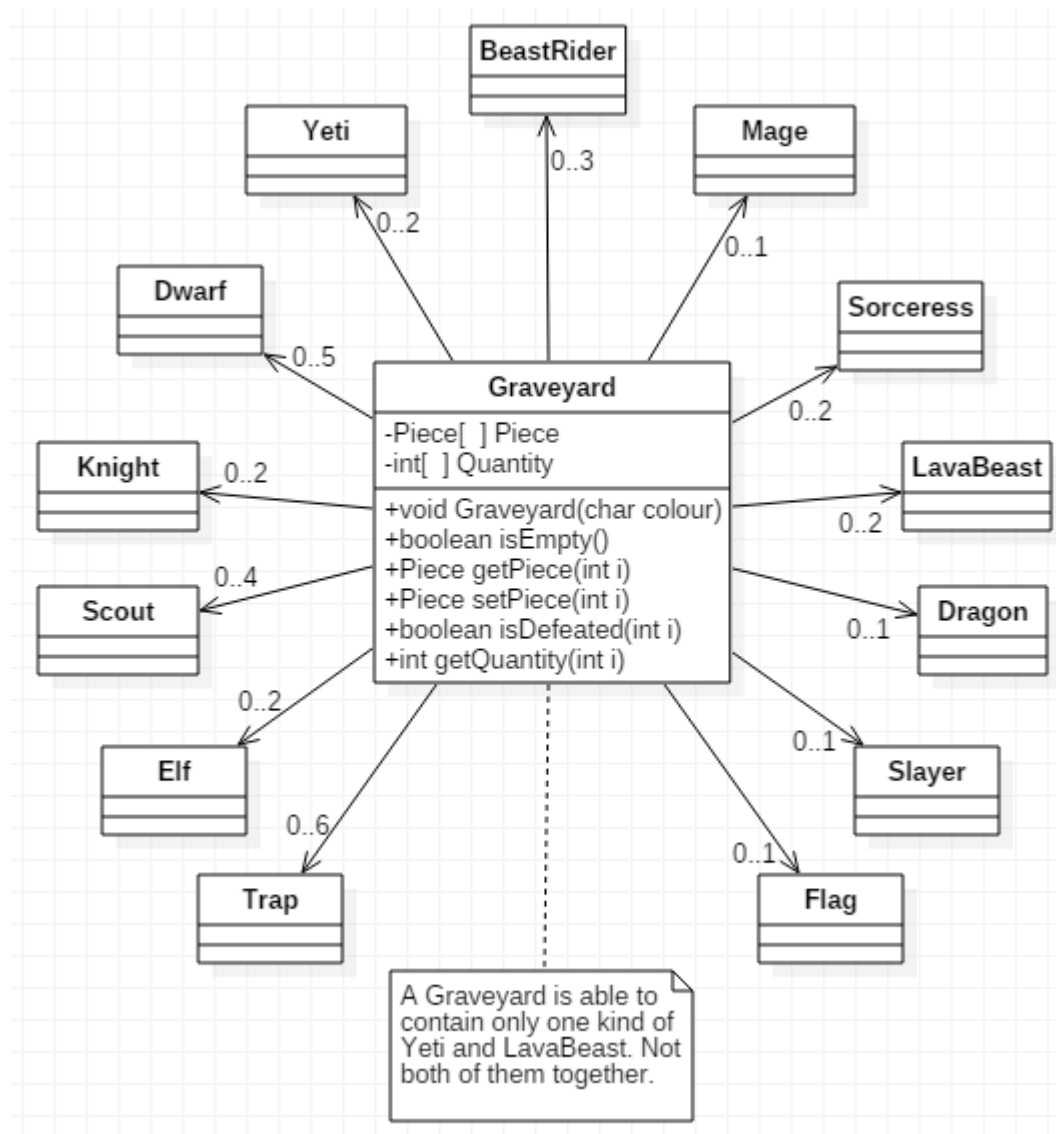 BeastRider
Yeti
Mage
0..3
0..2
0..1
Dwarf
Sorceress
0..5
0..2
Graveyard
-Piece[  ] Piece
-int[  ] Quantity
+void Graveyard(char colour)
+boolean isEmpty()
+Piece getPiece(int i)
+Piece setPiece(int i)
+boolean isDefeated(int i)
+int getQuantity(int i)
Knight
0..2
LavaBeast
0..2
Scout
0..4
Dragon
0..1
0..2
Elf
0..1
Slayer
0..6
Trap
0..1
Flag
A Graveyard is able to
contain only one kind of
Yeti and LavaBeast. Not
both of them together.